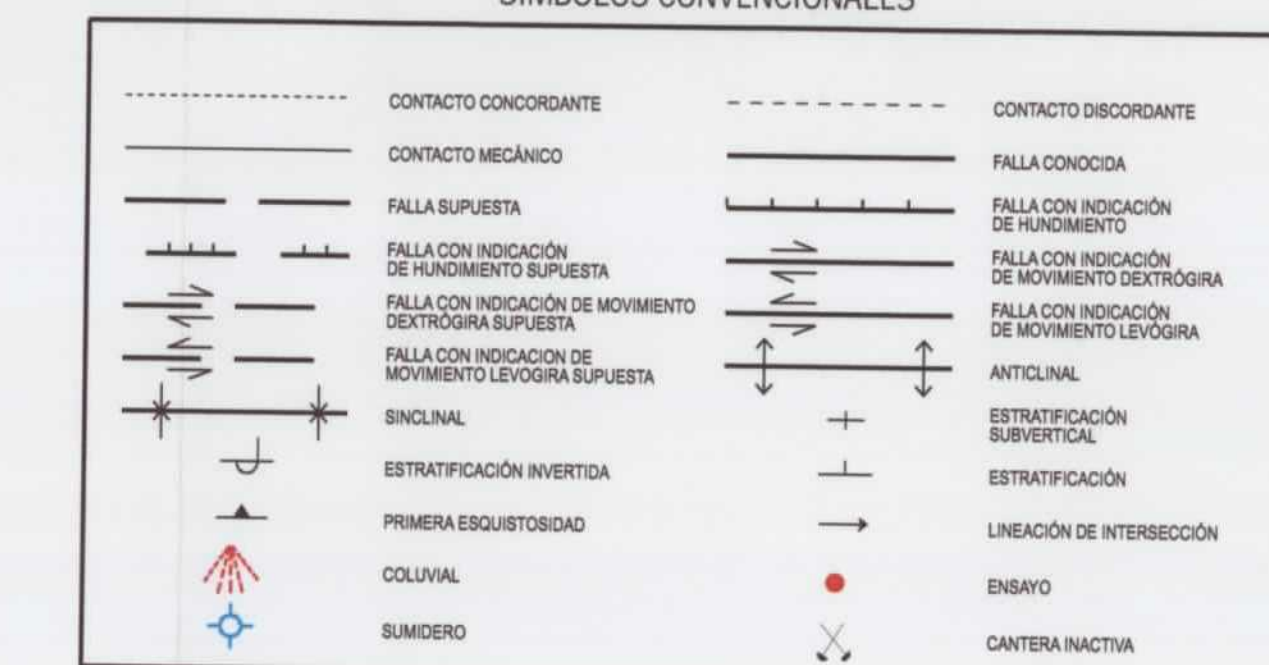 SÍMBOLOS CONVENCIONALES
CONTACTO CONCORDANTE
CONTACTO MECÁNICO
FALLA SUPUESTA
FALLA CON INDICACIÓN
DE HUNDIMIENTO SUPUESTA
FALLA CON INDICACIÓN DE MOVIMIENTO
DEXTRÓGIRA SUPUESTA
FALLA CON INDICACION DE
MOVIMIENTO LEVOGIRA SUPUESTA
SINCLINAL
ESTRATIFICACIÓN INVERTIDA
PRIMERA ESQUISTOSIDAD
COLUVIAL
SUMIDERO
CONTACTO DISCORDANTE
FALLA CONOCIDA
FALLA CON INDICACIÓN
DE HUNDIMIENTO
FALLA CON INDICACIÓN
DE MOVIMIENTO DEXTRÓGIRA
FALLA CON INDICACIÓN
DE MOVIMIENTO LEVÓGIRA
ANTICLINAL
ESTRATIFICACIÓN
SUBVERTICAL
ESTRATIFICACIÓN
LINEACIÓN DE INTERSECCIÓN
ENSAYO
CANTERA INACTIVA